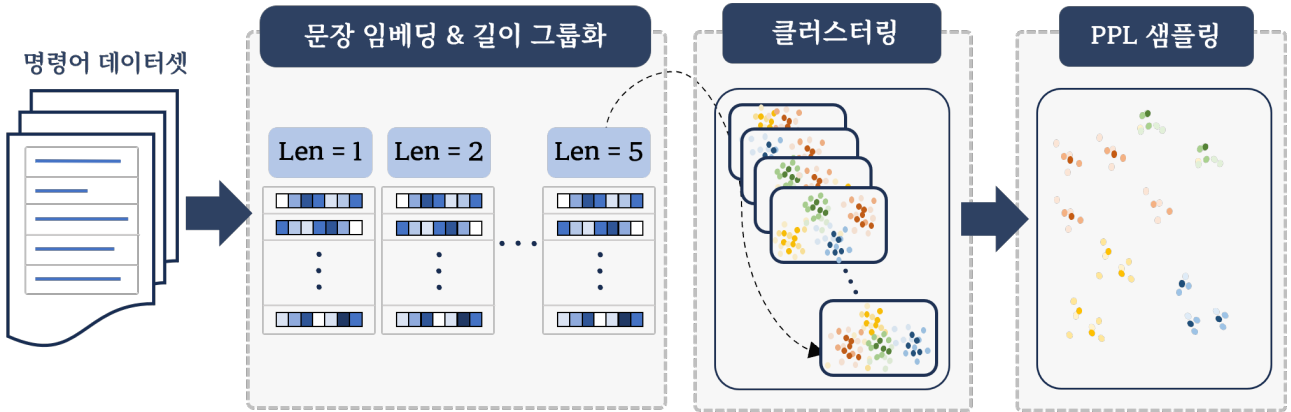 명령어 데이터셋
문장 임베딩 & 길이 그룹화
Len = 1
Len = 2
Len = 5
클러스터링
PPL 샘플링